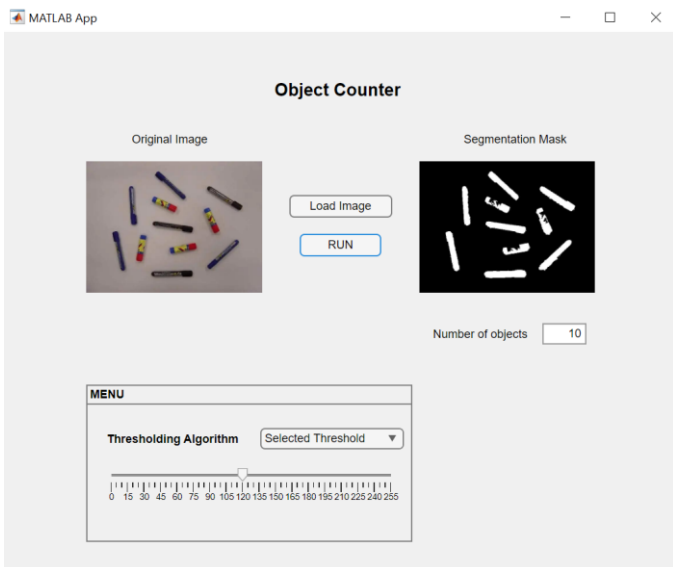 MATLAB App
Object Counter
Original Image
Segmentation Mask
Load Image
RUN
Number of objects 10
MENU
Thresholding Algorithm Selected Threshold
0 15 30 45 60 75 90 105 120 135 150 165 180 195 210 225 240 255